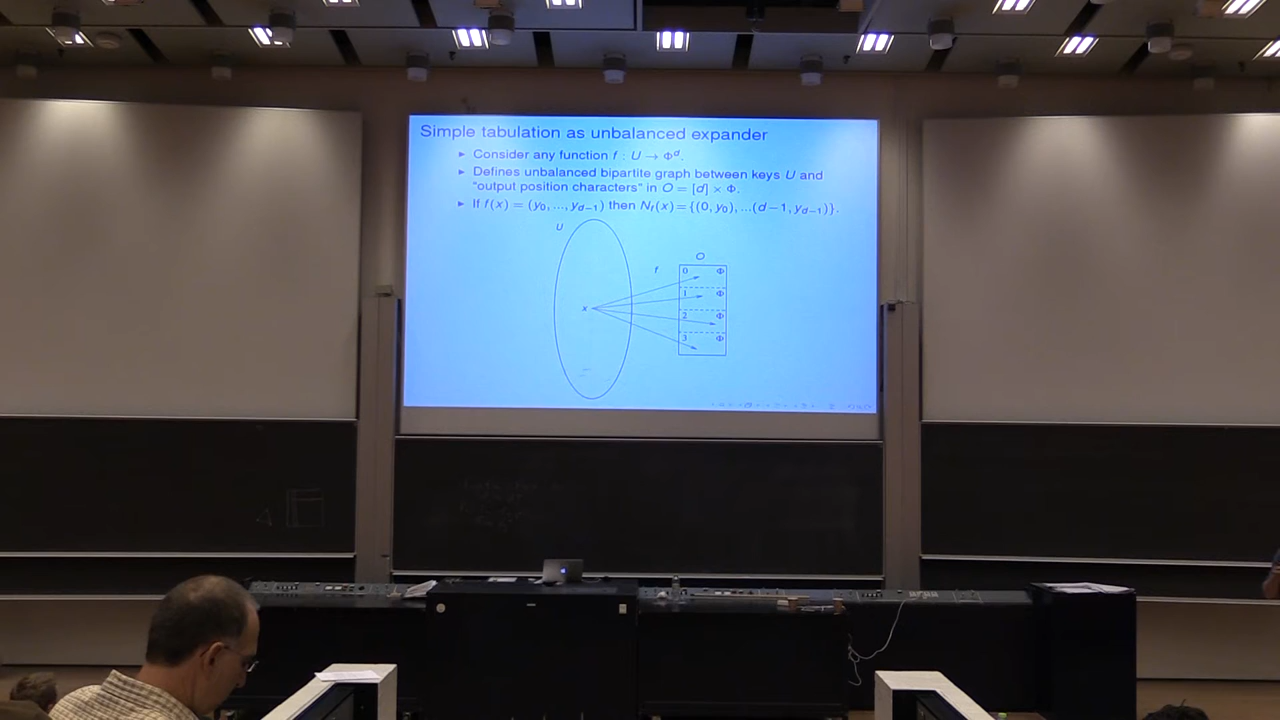 Simple tabulation as unbalanced expander
► Consider any function f : U → Φ^d.
► Defines unbalanced bipartite graph between keys U and
"output position characters" in O = [d] × Φ.
► If f(x) = (y_0, ..., y_{d−1}) then N_f(x) = {(0, y_0), ...(d−1, y_{d−1})}.
U
O
f
0 Φ
1 Φ
x
2 Φ
3 Φ